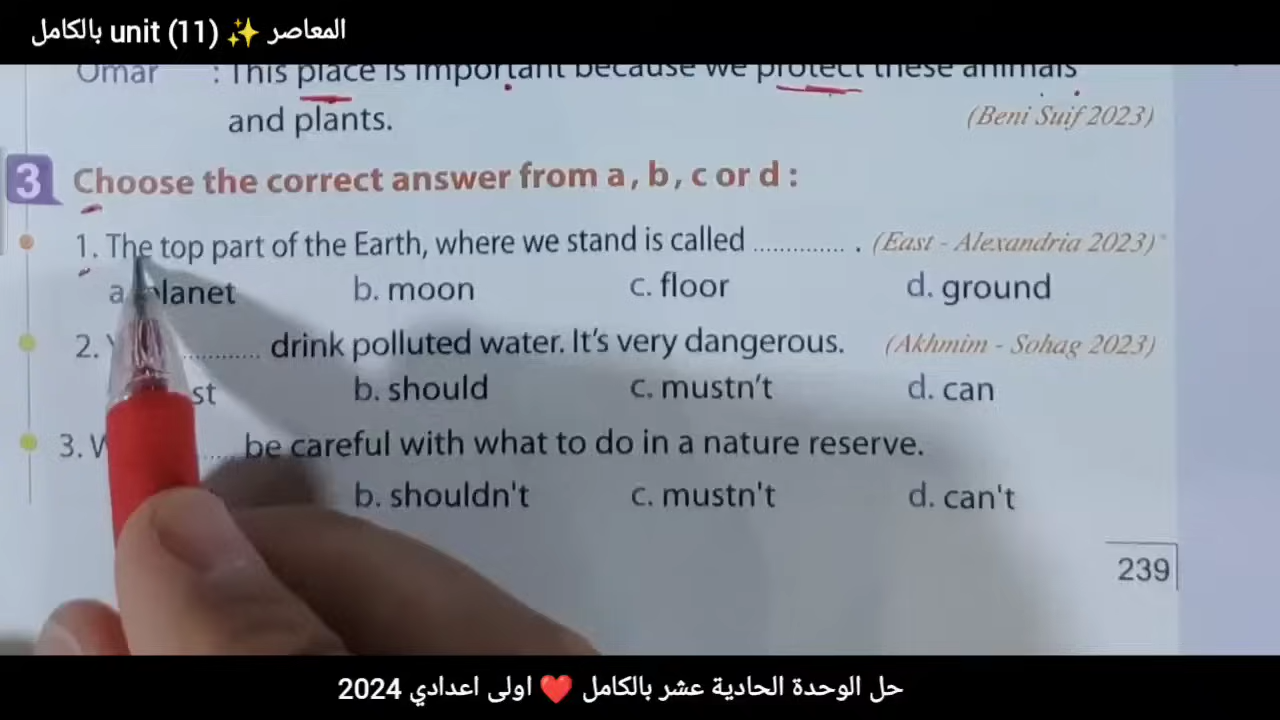 المعاصر ✨ unit (11) بالكامل
Omar : This place is important because we protect these animals
and plants. (Beni Suif 2023)
3 Choose the correct answer from a, b, c or d :
1. The top part of the Earth, where we stand is called .............. . (East - Alexandria 2023)
a. planet b. moon c. floor d. ground
2. ............ drink polluted water. It's very dangerous. (Akhmim - Sohag 2023)
b. should c. mustn't d. can
3. ..... be careful with what to do in a nature reserve.
b. shouldn't c. mustn't d. can't
239
حل الوحدة الحادية عشر بالكامل ❤️ اولى اعدادي 2024